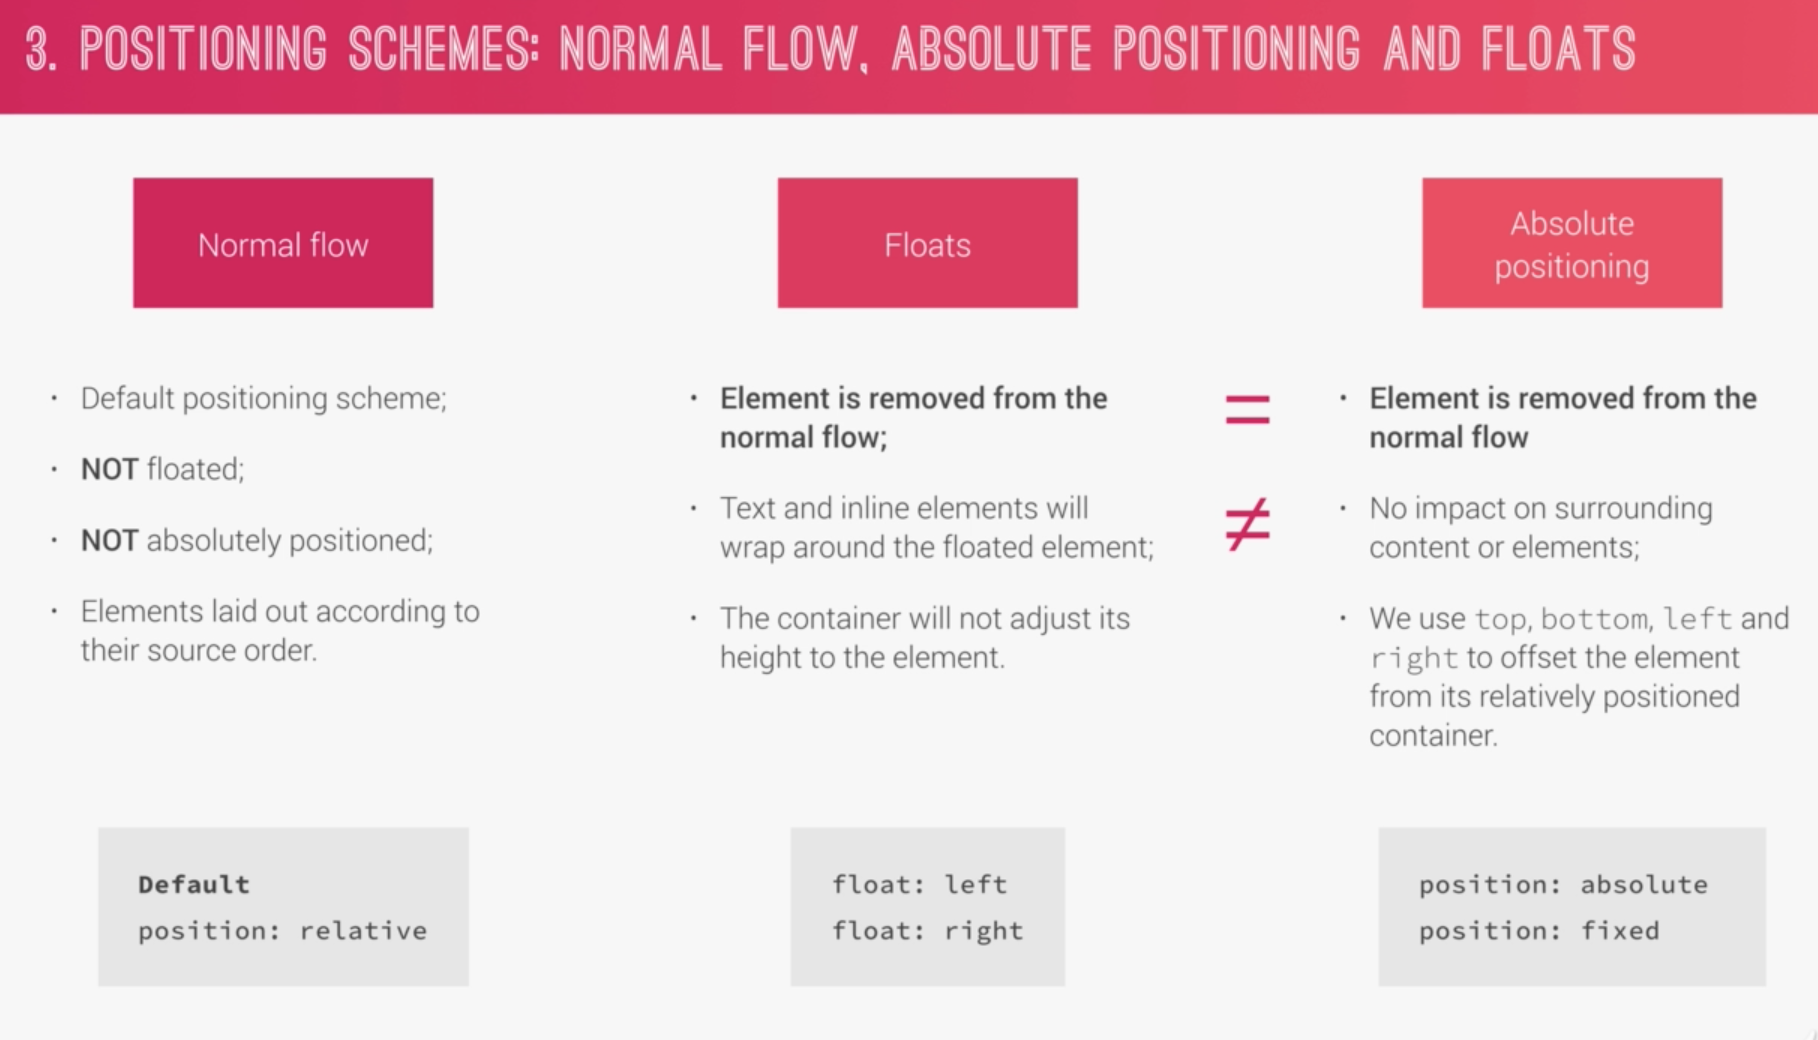 3. POSITIONING SCHEMES: NORMAL FLOW, ABSOLUTE POSITIONING AND FLOATS
Normal flow
• Default positioning scheme;
• NOT floated;
• NOT absolutely positioned;
• Elements laid out according to
their source order.
Default
position: relative
Floats
• Element is removed from the
normal flow;
• Text and inline elements will
wrap around the floated element;
• The container will not adjust its
height to the element.
float: left
float: right
=
≠
Absolute
positioning
• Element is removed from the
normal flow
• No impact on surrounding
content or elements;
• We use top, bottom, left and
right to offset the element
from its relatively positioned
container.
position: absolute
position: fixed